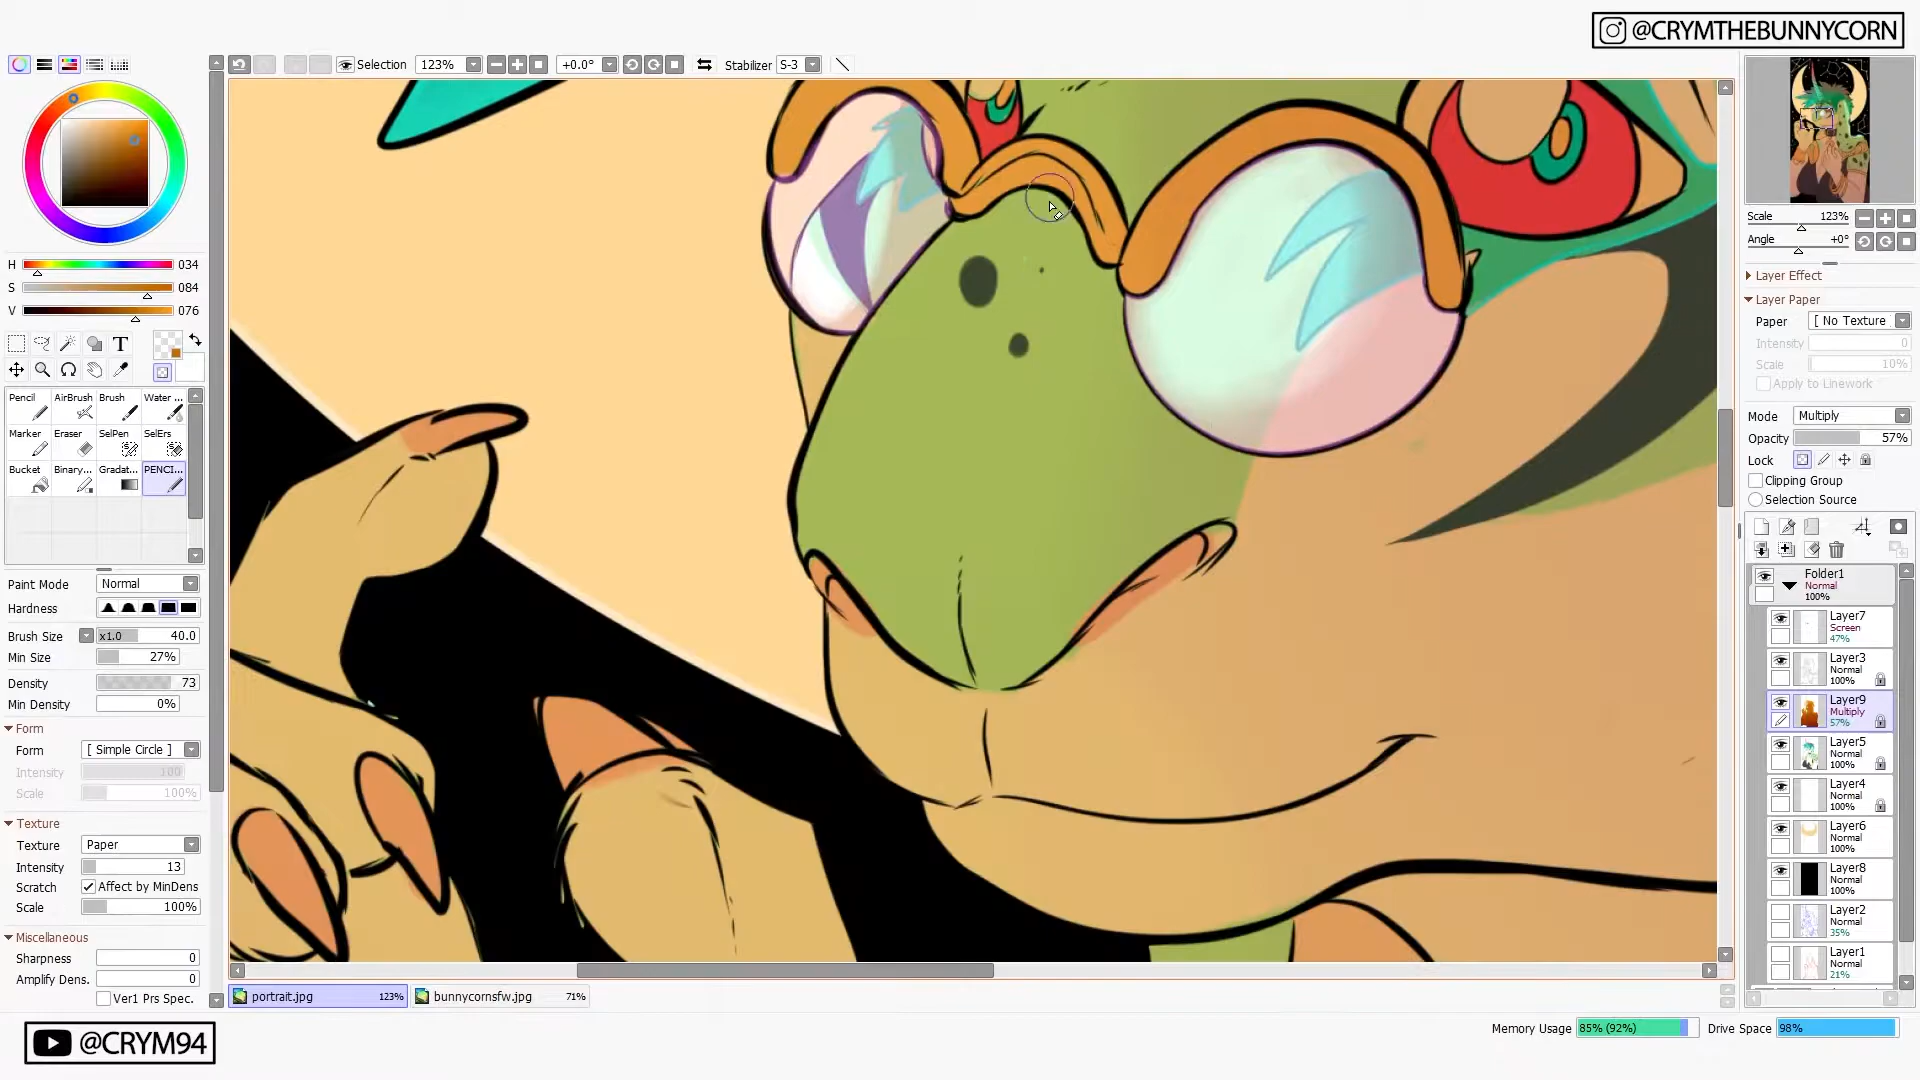 @CRYMTHEBUNNYCORN
Selection 123% +0.0° Stabilizer S-3
H 034
S 084
V 076
T
Pencil AirBrush Brush Water ...
Marker Eraser SelPen SelErs
Bucket Binary... Gradat... PENCI...
Paint Mode Normal
Hardness
Brush Size x1.0 40.0
Min Size 27%
Density 73
Min Density 0%
Form
Form [ Simple Circle ]
Intensity 100
Scale 100%
Texture
Texture Paper
Intensity 13
Scratch Affect by MinDens
Scale 100%
Miscellaneous
Sharpness 0
Amplify Dens. 0
Ver1 Prs Spec.
Scale 123%
Angle +0°
Layer Effect
Layer Paper
Paper [ No Texture
Intensity 0
Scale 10%
Apply to Linework
Mode Multiply
Opacity 57%
Lock
Clipping Group
Selection Source
Folder1
Normal
100%
Layer7
Screen
47%
Layer3
Normal
100%
Layer9
Multiply
57%
Layer5
Normal
100%
Layer4
Normal
100%
Layer6
Normal
100%
Layer8
Normal
100%
Layer2
Normal
35%
Layer1
Normal
21%
portrait.jpg 123% bunnycornsfw.jpg 71%
Memory Usage 85% (92%) Drive Space 98%
@CRYM94